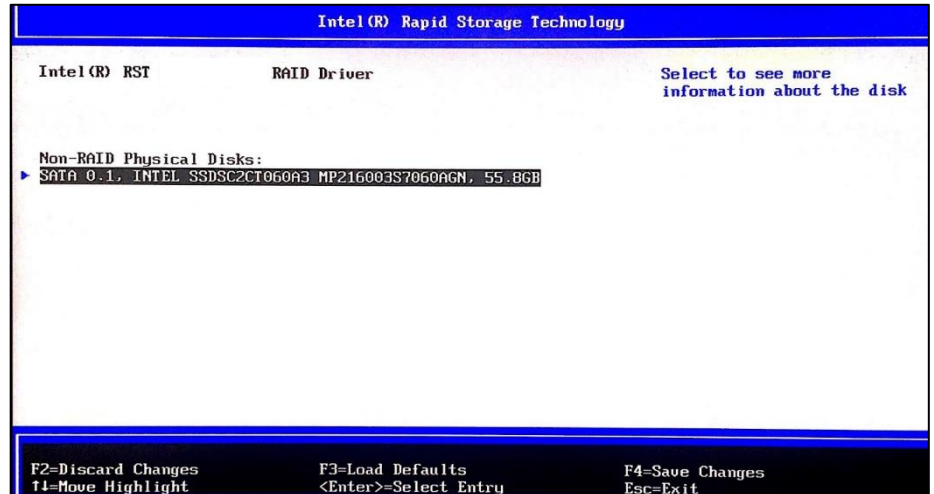 Intel(R) Rapid Storage Technology
Intel(R) RST RAID Driver
Select to see more
information about the disk
Non-RAID Physical Disks:
SATA 0.1, INTEL SSDSC2CT060A3 MP216003S7060AGN, 55.8GB
F2=Discard Changes F3=Load Defaults F4=Save Changes
↑↓=Move Highlight <Enter>=Select Entry Esc=Exit